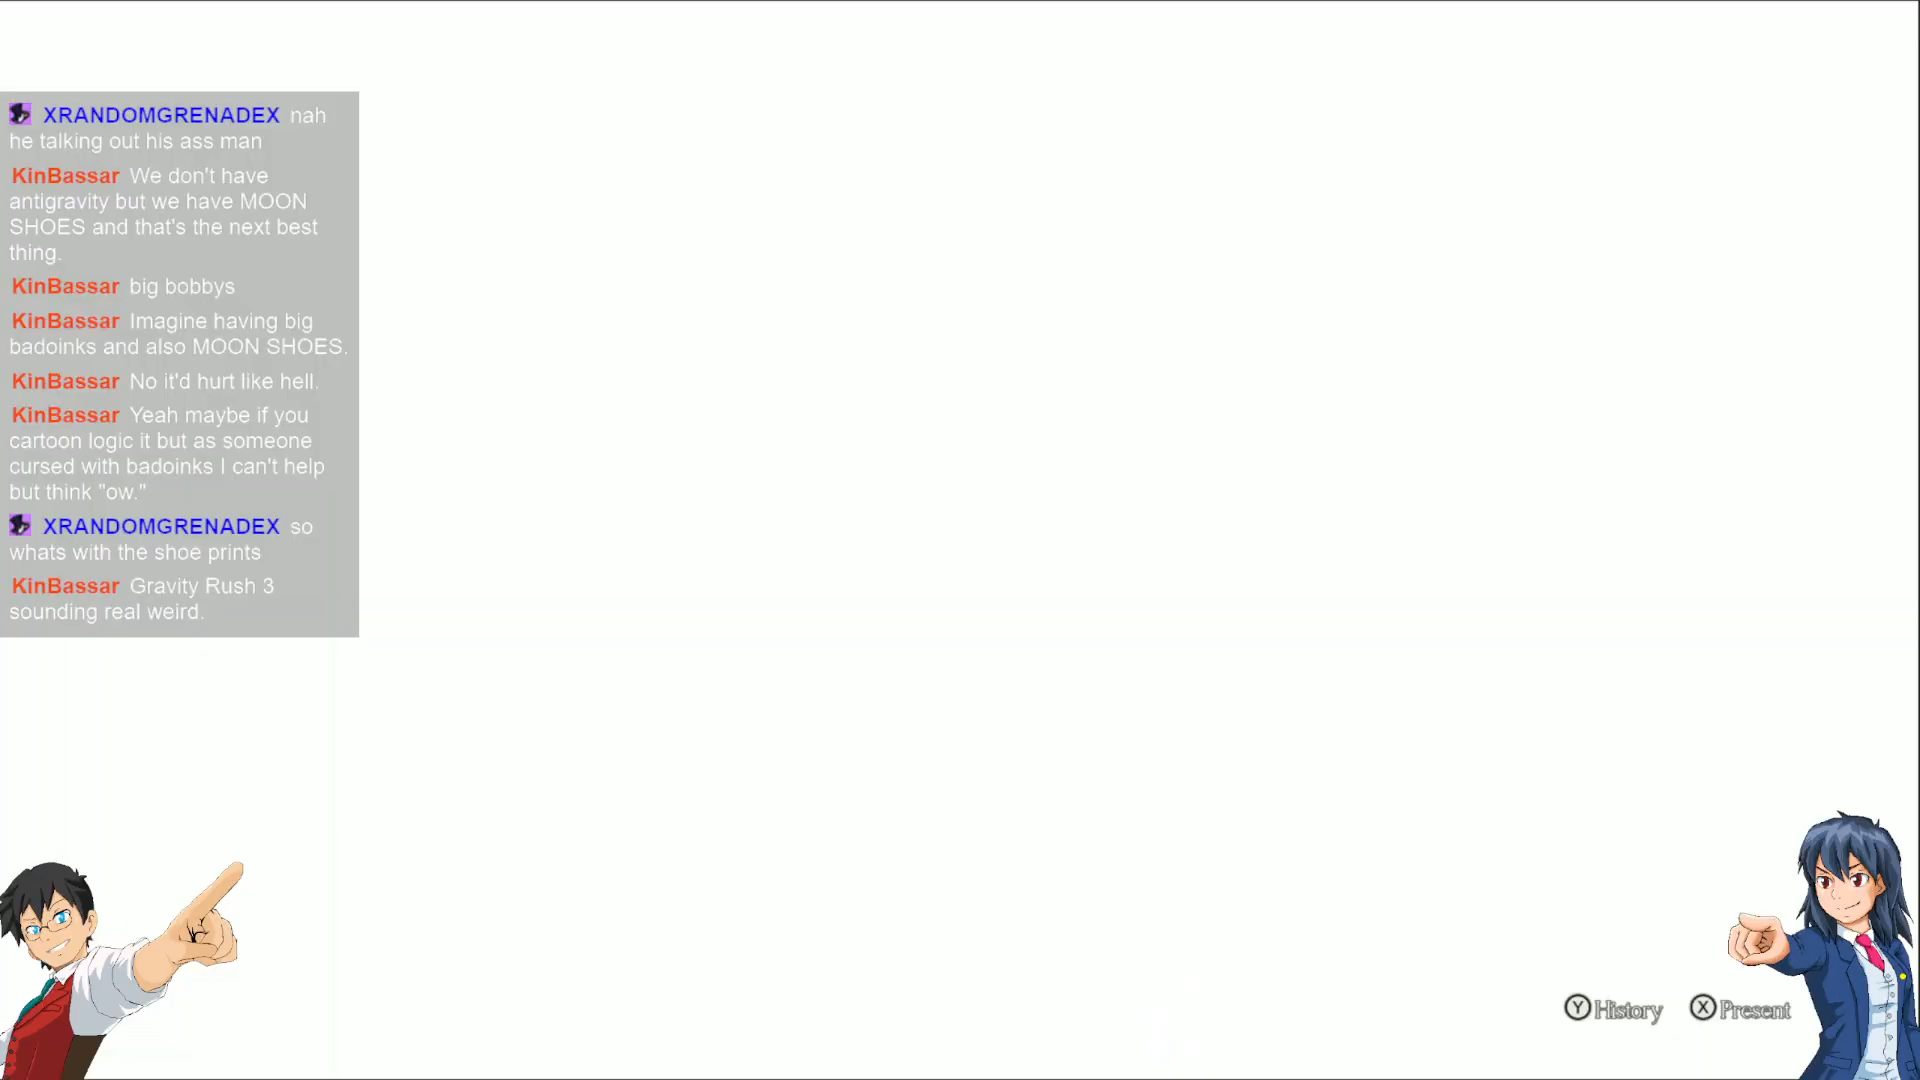 XRANDOMGRENADEX nah
he talking out his ass man
KinBassar We don't have
antigravity but we have MOON
SHOES and that's the next best
thing.
KinBassar big bobbys
KinBassar Imagine having big
badoinks and also MOON SHOES.
KinBassar No it'd hurt like hell.
KinBassar Yeah maybe if you
cartoon logic it but as someone
cursed with badoinks I can't help
but think "ow."
XRANDOMGRENADEX so
whats with the shoe prints
KinBassar Gravity Rush 3
sounding real weird.
Y History X Present